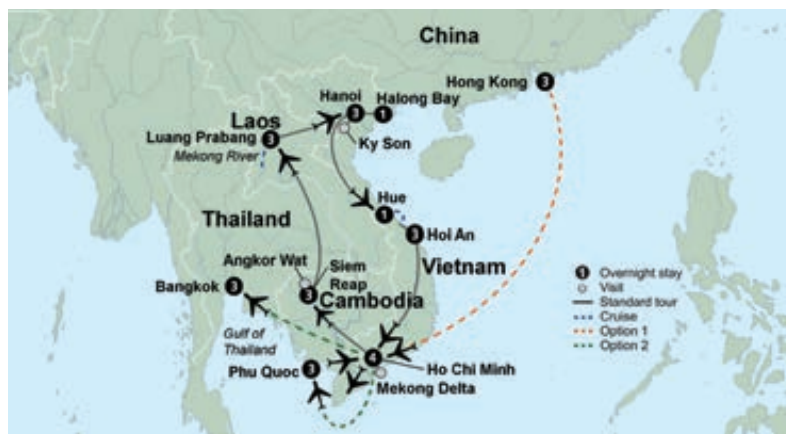 China
Hong Kong 3
Hanoi
3
Halong Bay
1
Laos
Luang Prabang 3
Ky Son
Mekong River
Hue
1
Thailand
3 Hoi An
Angkor Wat
Siem
Reap
Vietnam
Bangkok 3
3
Cambodia
1 Overnight stay
Visit
Standard tour
Cruise
Option 1
Option 2
Gulf of
Thailand
4
Phu Quoc 3
Ho Chi Minh
Mekong Delta